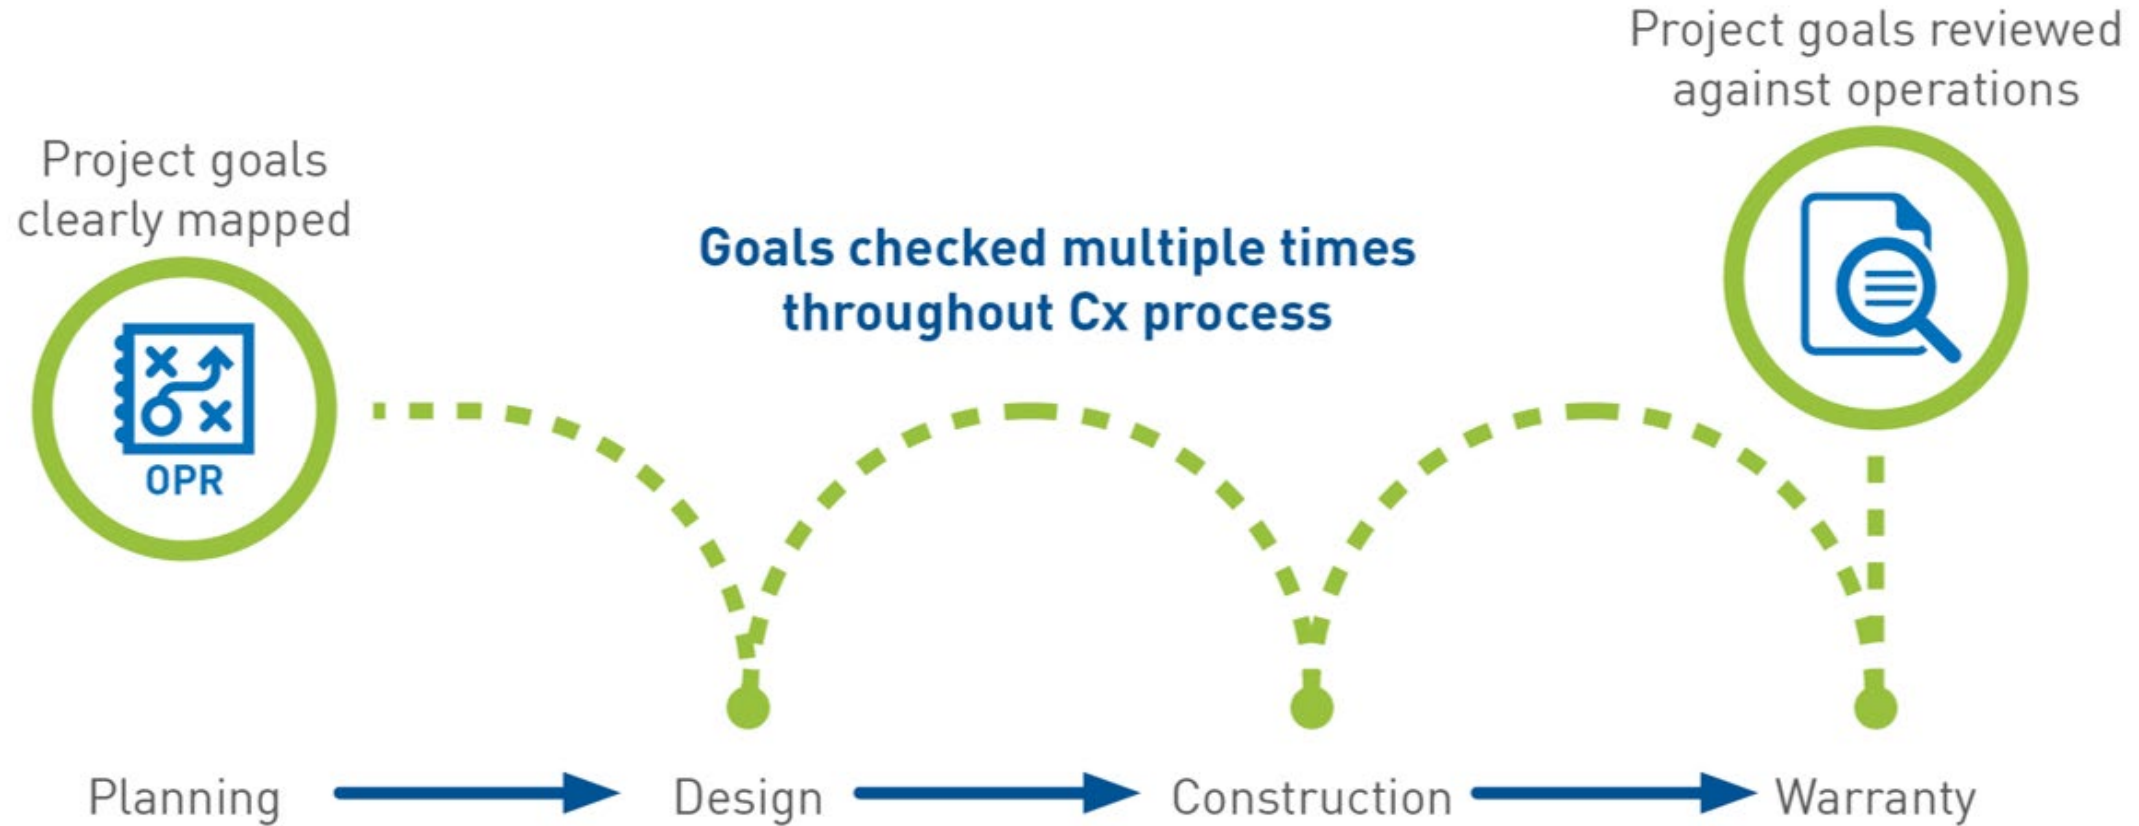 Project goals
clearly mapped
OPR
Goals checked multiple times
throughout Cx process
Project goals reviewed
against operations
Planning
Design
Construction
Warranty